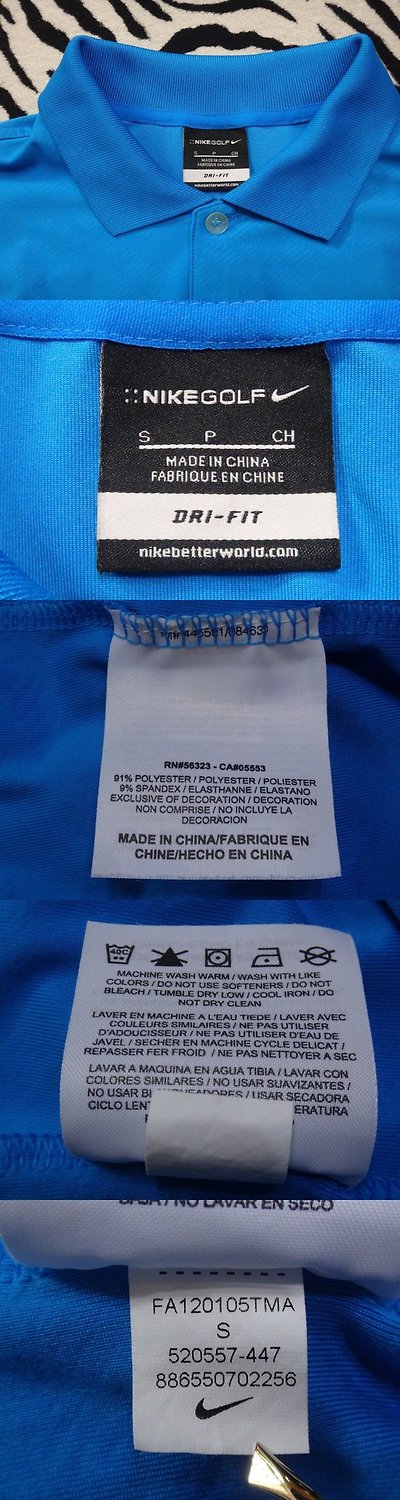 NIKEGOLF
S P CH
MADE IN CHINA
FABRIQUE EN CHINE
DRI-FIT
nikebetterworld.com
NIKEGOLF
S P CH
MADE IN CHINA
FABRIQUE EN CHINE
DRI-FIT
nikebetterworld.com
RN#56323 - CA#05553
91% POLYESTER / POLYESTER / POLIESTER
9% SPANDEX / ELASTHANNE / ELASTANO
EXCLUSIVE OF DECORATION / DECORATION
NON COMPRISE / NO INCLUYE LA
DECORACION
MADE IN CHINA/FABRIQUE EN
CHINE/HECHO EN CHINA
40C
MACHINE WASH WARM / WASH WITH LIKE
COLORS / DO NOT USE SOFTENERS / DO NOT
BLEACH / TUMBLE DRY LOW / COOL IRON / DO
NOT DRY CLEAN
LAVER EN MACHINE A L'EAU TIEDE / LAVER AVEC
COULEURS SIMILAIRES / NE PAS UTILISER
D'ADOUCISSEUR / NE PAS UTILISER D'EAU DE
JAVEL / SECHER EN MACHINE CYCLE DELICAT /
REPASSER FER FROID / NE PAS NETTOYER A SEC
LAVAR A MAQUINA EN AGUA TIBIA / LAVAR CON
COLORES SIMILARES / NO USAR SUAVIZANTES /
NO USAR BLANQUEADORES / USAR SECADORA
CICLO
NO LAVAR EN SECO
FA120105TMA
S
520557-447
886550702256